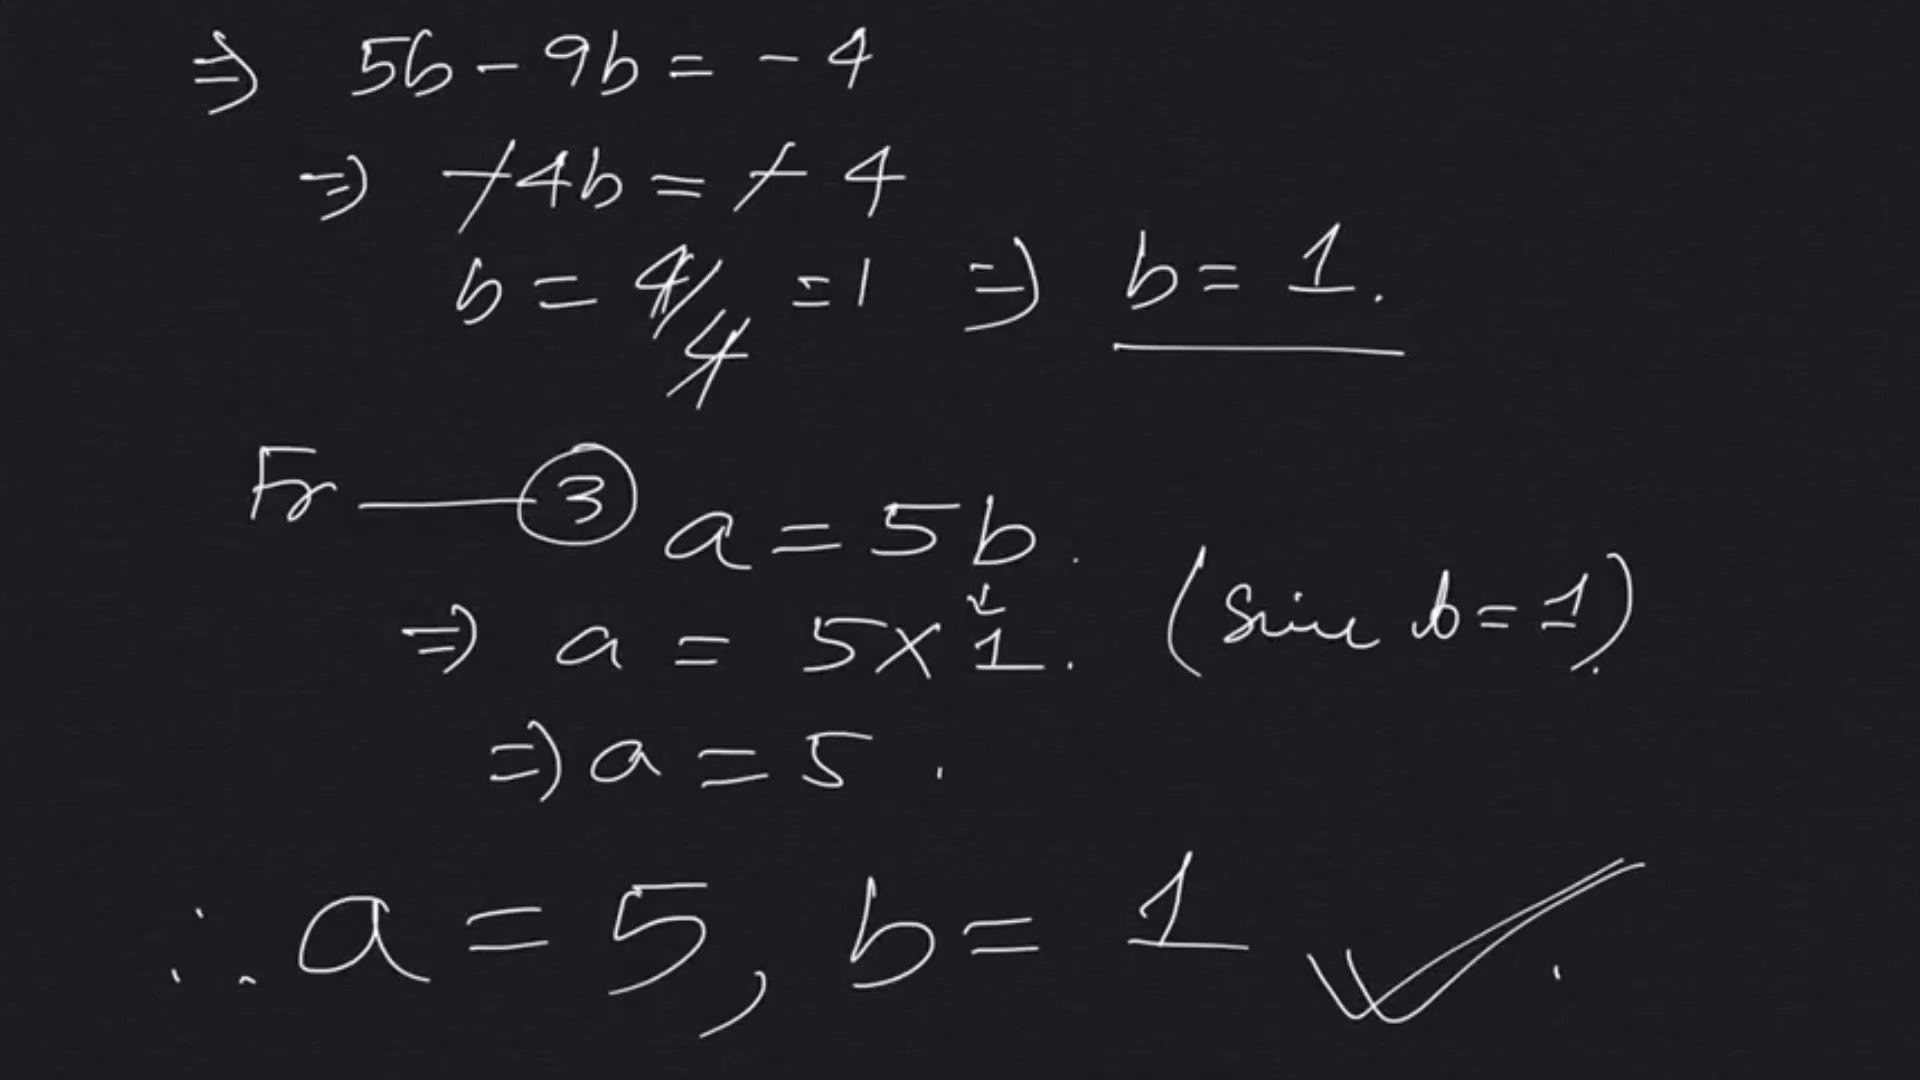 ⇒ 5b - 9b = - 4
⇒ -4b = - 4
b = 4/4 = 1 ⇒ b = 1.
Fr — ③ a = 5b.
⇒ a = 5 × 1. (Since b = 1).
⇒ a = 5.
∴ a = 5, b = 1